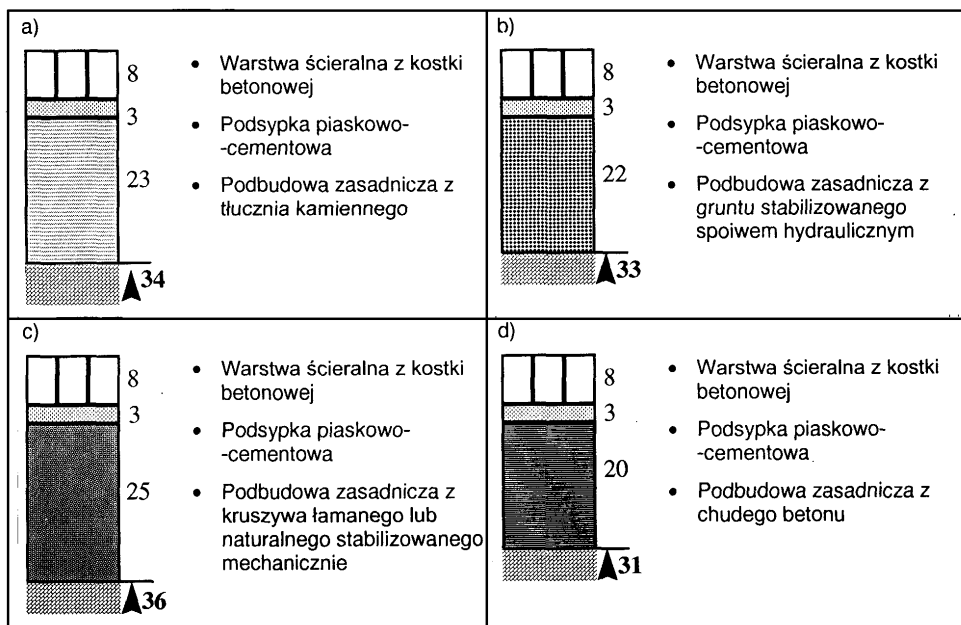 a)
8
3
23
34
• Warstwa ścieralna z kostki
betonowej
• Podsypka piaskowo-
-cementowa
• Podbudowa zasadnicza z
tłucznia kamiennego
b)
8
3
22
33
• Warstwa ścieralna z kostki
betonowej
• Podsypka piaskowo-
-cementowa
• Podbudowa zasadnicza z
gruntu stabilizowanego
spoiwem hydraulicznym
c)
8
3
25
36
• Warstwa ścieralna z kostki
betonowej
• Podsypka piaskowo-
-cementowa
• Podbudowa zasadnicza z
kruszywa łamanego lub
naturalnego stabilizowanego
mechanicznie
d)
8
3
20
31
• Warstwa ścieralna z kostki
betonowej
• Podsypka piaskowo-
-cementowa
• Podbudowa zasadnicza z
chudego betonu